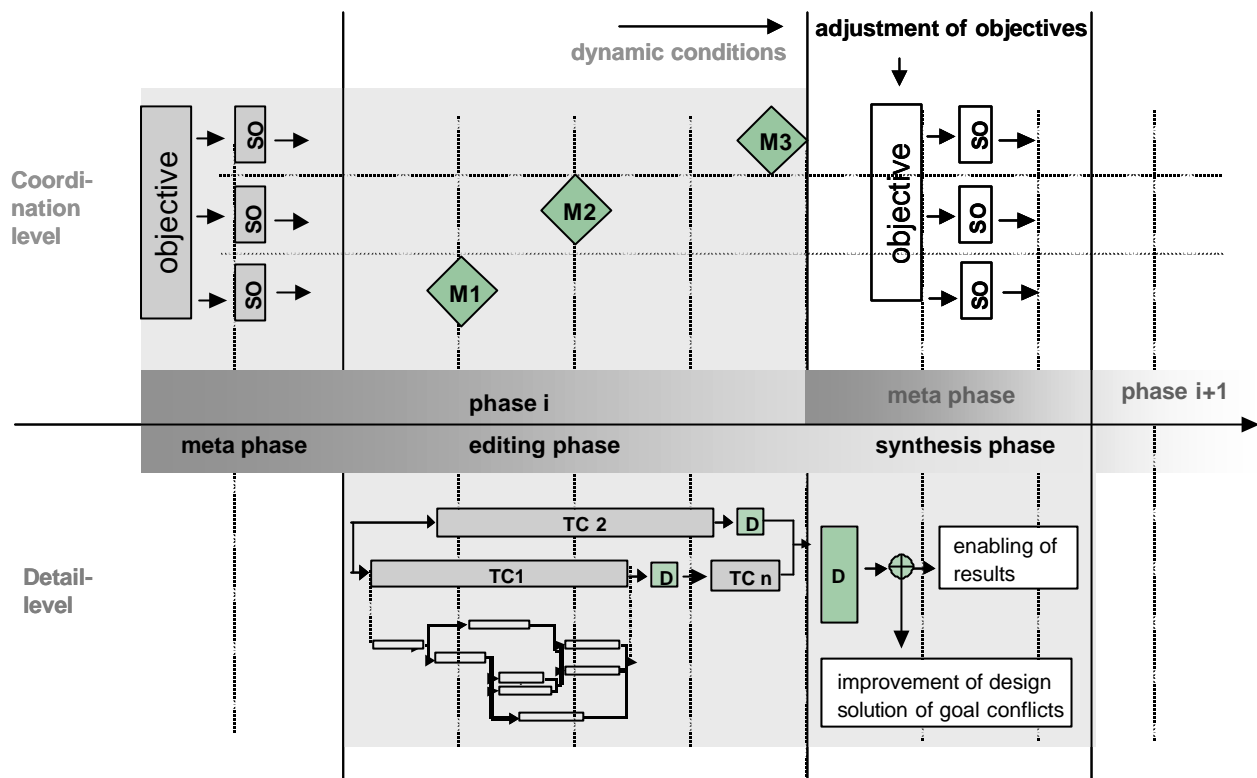 adjustment of objectives
dynamic conditions
Coordi-
nation
level
objective
SO
SO
SO
M1
M2
M3
objective
SO
SO
SO
phase i
meta phase
phase i+1
meta phase
editing phase
synthesis phase
Detail-
level
TC 2
D
TC1
D
TC n
D
enabling of
results
improvement of design
solution of goal conflicts